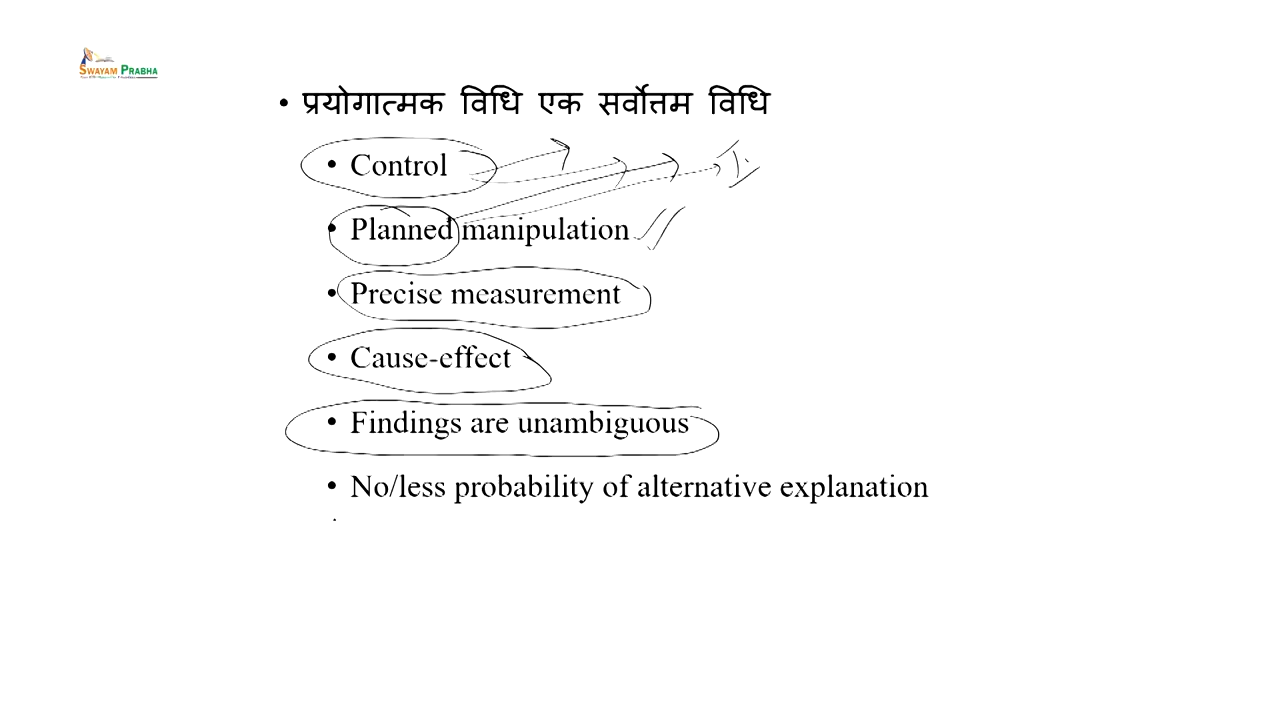 SWAYAM PRABHA
• प्रयोगात्मक विधि एक सर्वोत्तम विधि
• Control
• Planned manipulation
• Precise measurement
• Cause-effect
• Findings are unambiguous
• No/less probability of alternative explanation